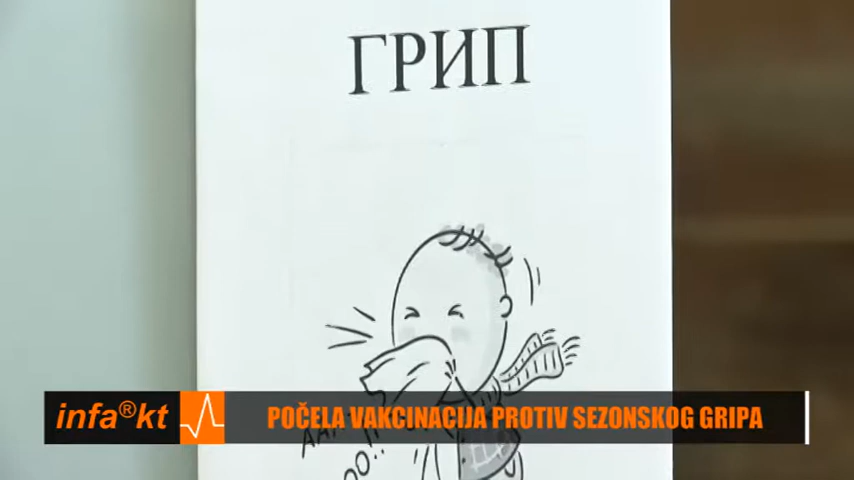 ГРИП
infa®kt
POČELA VAKCINACIJA PROTIV SEZONSKOG GRIPA